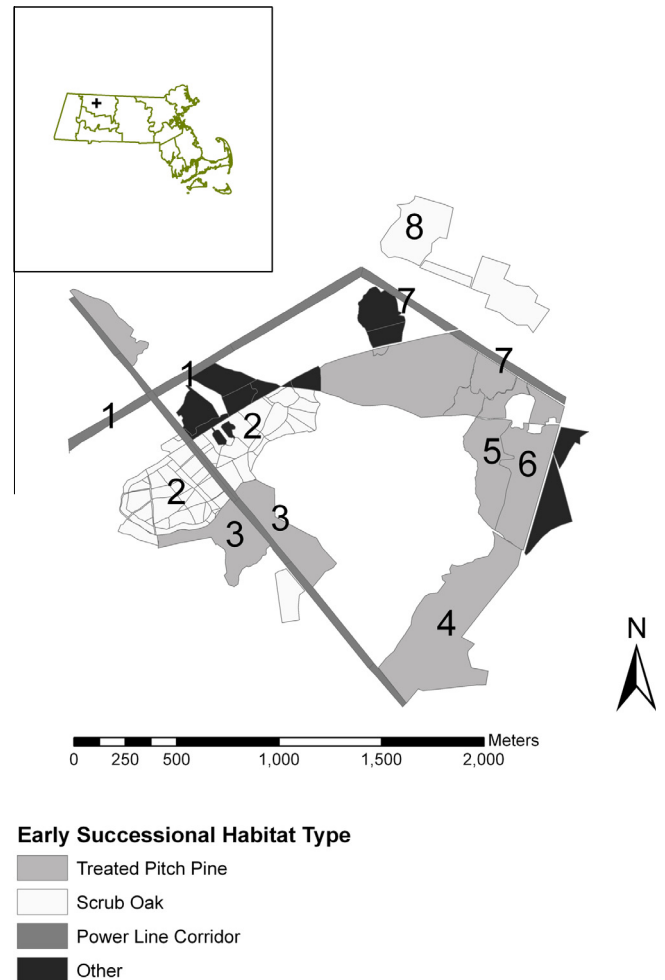 8
7
1
7
1
2
5
6
2
3
3
4
N
Meters
0 250 500 1,000 1,500 2,000
Early Successional Habitat Type
Treated Pitch Pine
Scrub Oak
Power Line Corridor
Other